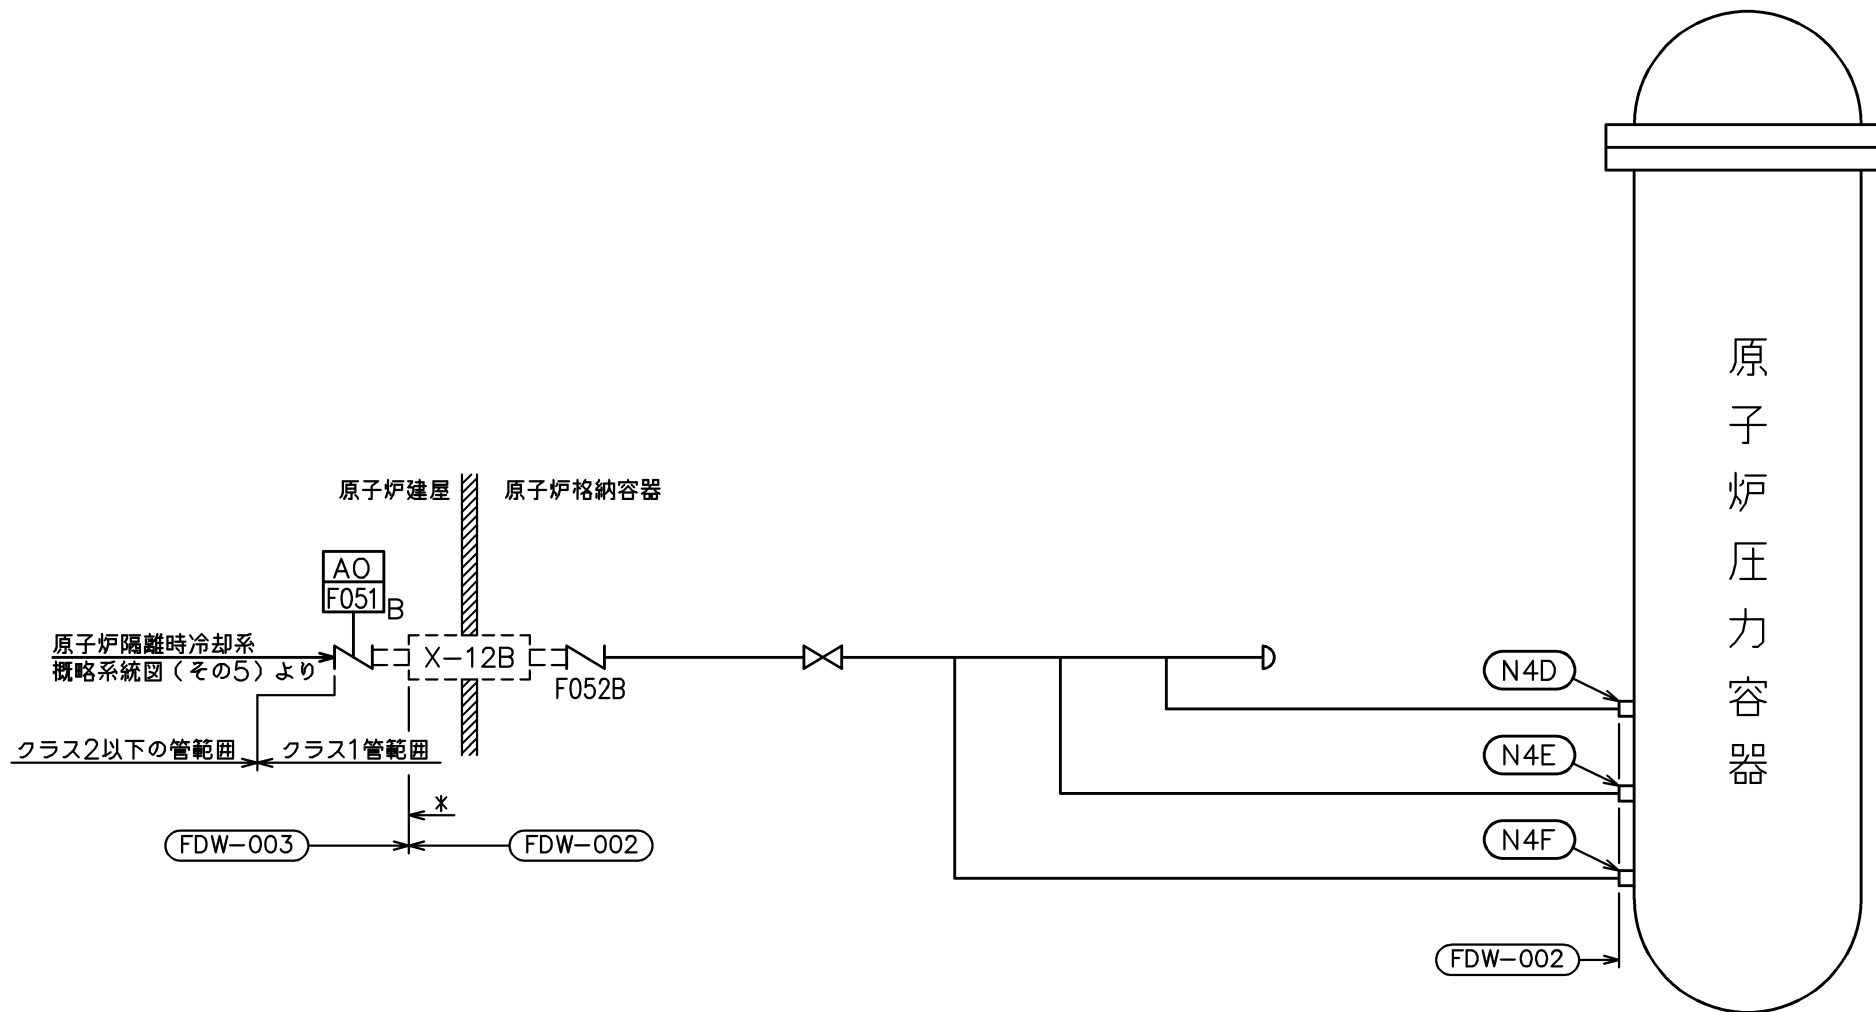 原子炉圧力容器
原子炉建屋
原子炉格納容器
AO
F051
B
原子炉隔離時冷却系
概略系統図（その5）より
X-12B
F052B
N4D
クラス2以下の管範囲
クラス1管範囲
N4E
*
FDW-003
FDW-002
N4F
FDW-002